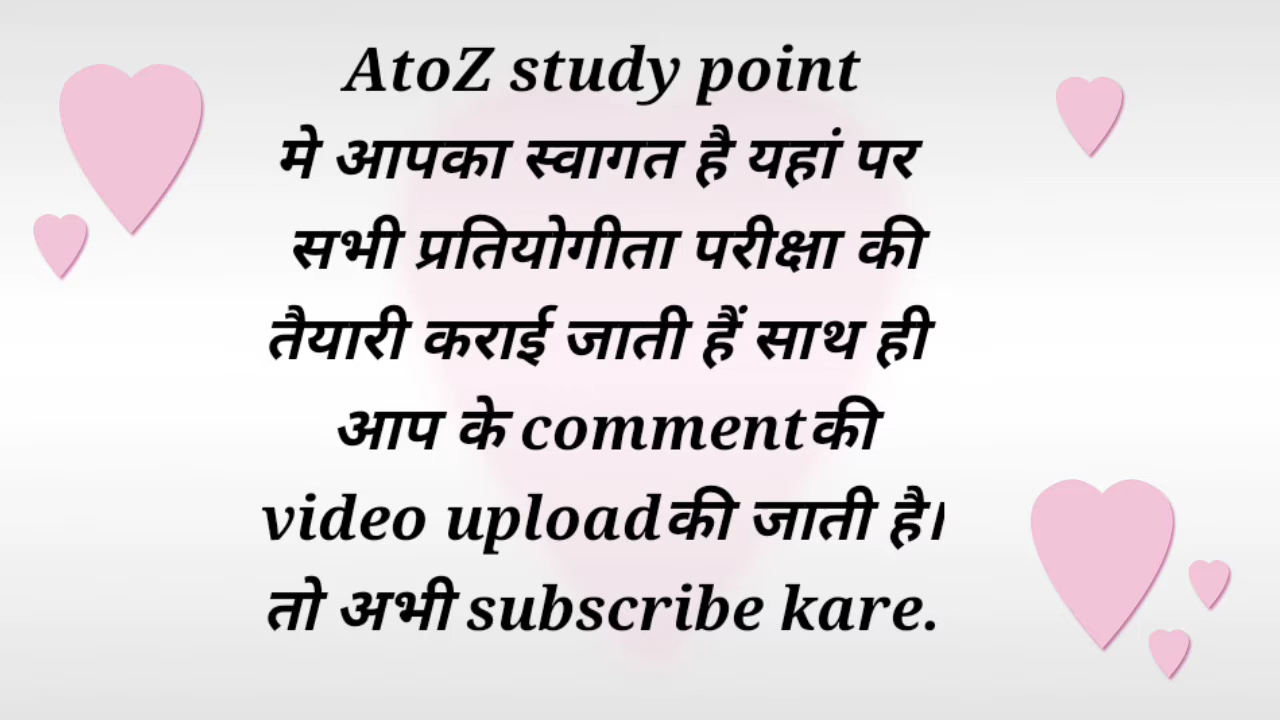 AtoZ study point
मे आपका स्वागत है यहां पर
सभी प्रतियोगीता परीक्षा की
तैयारी कराई जाती हैं साथ ही
आप के comment की
video upload की जाती है।
तो अभी subscribe kare.